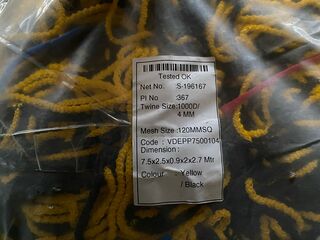 Tested OK
Net No. :S-196167
PI No :367
Twine Size:1000D/
4 MM
Mesh Size:120MMSQ
Code : VDEPP7500104
Dimension :
7.5x2.5x0.9x2x2.7 Mtr
Colour : Yellow
/ Black